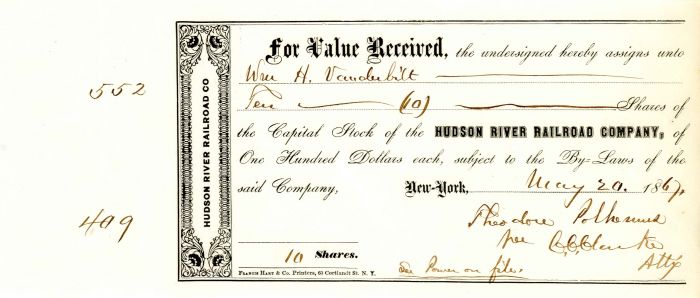 552
409
HUDSON RIVER RAILROAD CO
For Value Received, the undersigned hereby assigns unto
Wm H. Vanderbilt
Ten (10) Shares of
the Capital Stock of the HUDSON RIVER RAILROAD COMPANY, of
One Hundred Dollars each, subject to the By-Laws of the
said Company, New-York, May 20. 1867,
Theodore Polhemus
per C.C. Clarke
Atty
10 Shares.
See Power on file.
Francis Hart & Co. Printers, 63 Cortlandt St. N. Y.